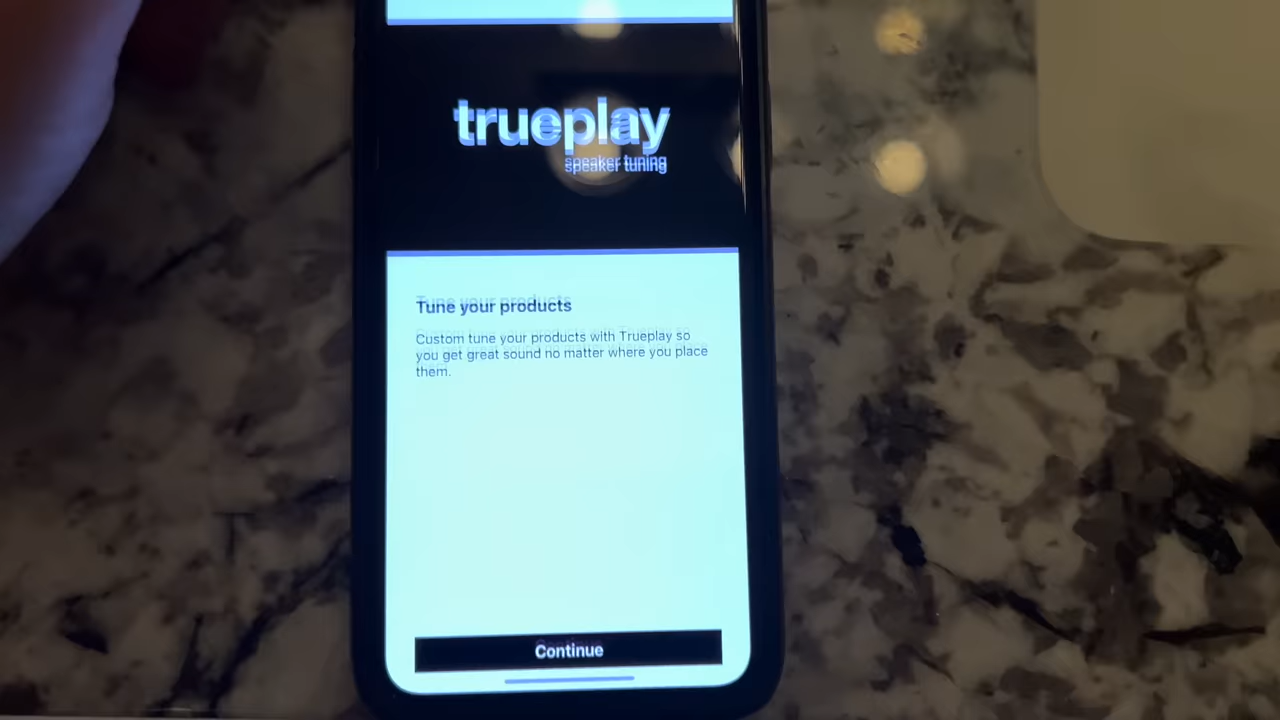 trueplay
speaker tuning
Tune your products
Custom tune your products with Trueplay so
you get great sound no matter where you place
them.
Continue